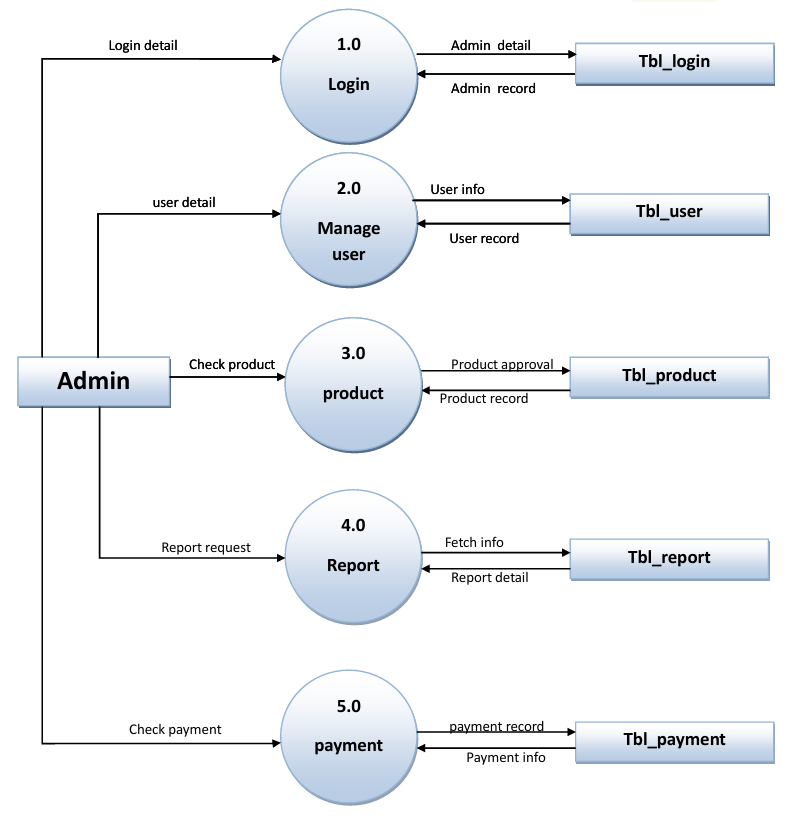 1.0
Login detail
Admin detail
Login
Tbl_login
Admin record
2.0
user detail
User info
Manage
user
Tbl_user
User record
3.0
Admin
Check product
Product approval
product
Tbl_product
Product record
4.0
Report request
Fetch info
Report
Tbl_report
Report detail
5.0
Check payment
payment record
payment
Tbl_payment
Payment info